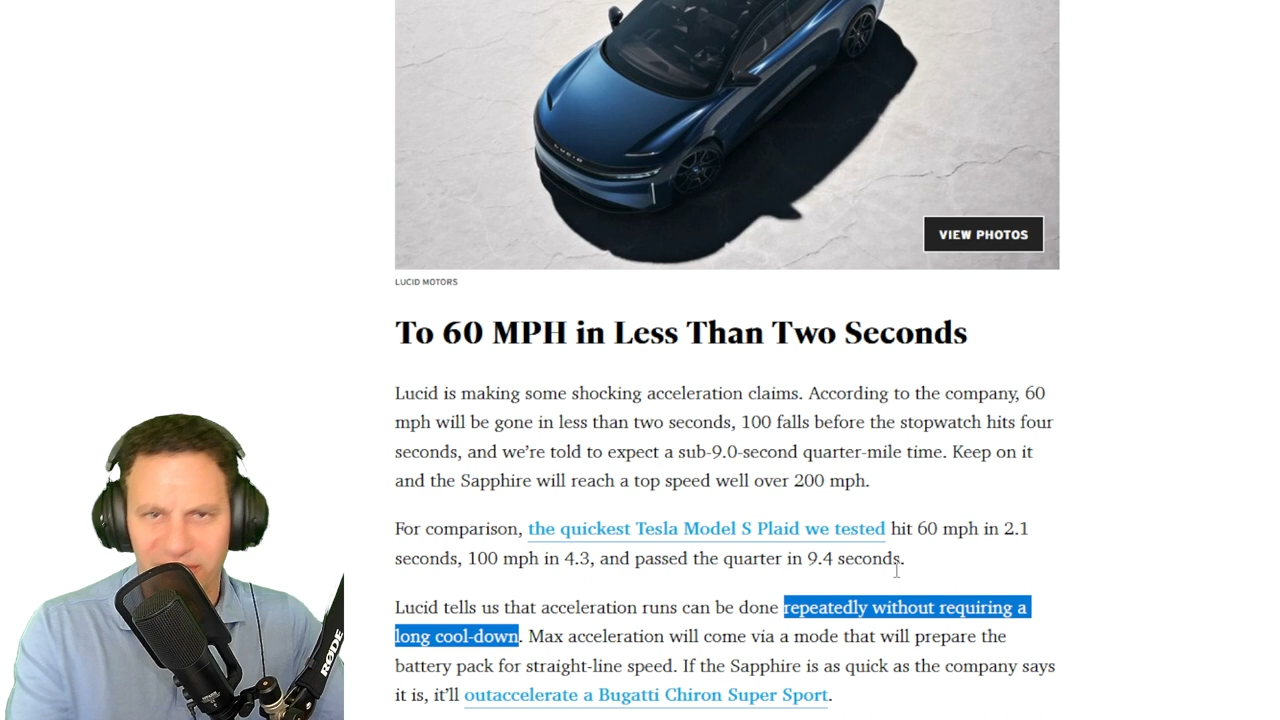 LUCID
VIEW PHOTOS
LUCID MOTORS
To 60 MPH in Less Than Two Seconds
Lucid is making some shocking acceleration claims. According to the company, 60
mph will be gone in less than two seconds, 100 falls before the stopwatch hits four
seconds, and we're told to expect a sub-9.0-second quarter-mile time. Keep on it
and the Sapphire will reach a top speed well over 200 mph.
For comparison, the quickest Tesla Model S Plaid we tested hit 60 mph in 2.1
seconds, 100 mph in 4.3, and passed the quarter in 9.4 seconds.
Lucid tells us that acceleration runs can be done repeatedly without requiring a
long cool-down. Max acceleration will come via a mode that will prepare the
battery pack for straight-line speed. If the Sapphire is as quick as the company says
it is, it'll outaccelerate a Bugatti Chiron Super Sport.
RØDE